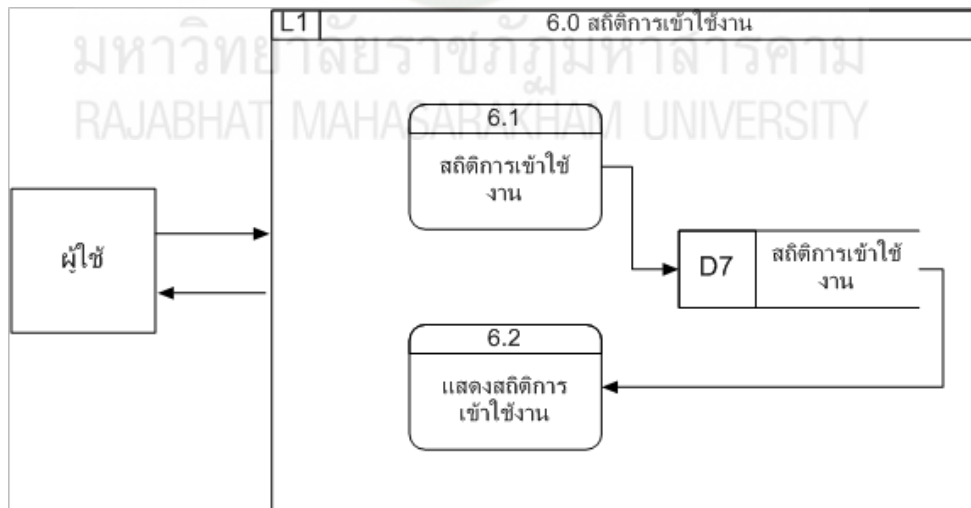 L1 6.0 สถิติการเข้าใช้งาน
มหาวิทยาลัยราชภัฏมหาสารคาม
RAJABHAT MAHASARAKHAM UNIVERSITY
6.1
สถิติการเข้าใช้
งาน
ผู้ใช้
D7
สถิติการเข้าใช้
งาน
6.2
แสดงสถิติการ
เข้าใช้งาน